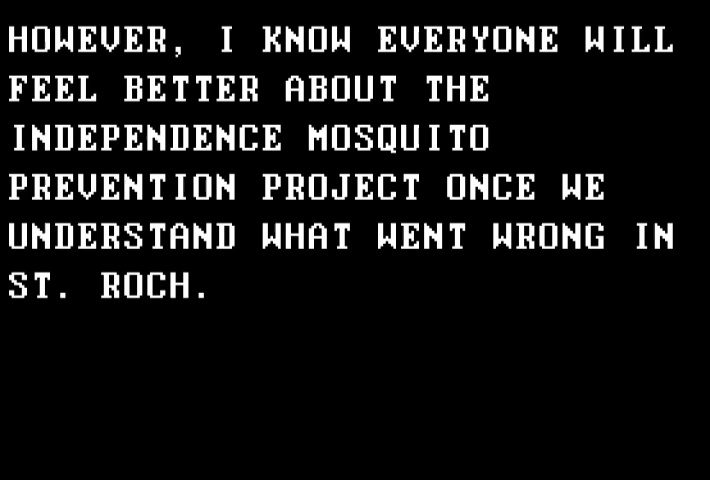 HOWEVER, I KNOW EVERYONE WILL
FEEL BETTER ABOUT THE
INDEPENDENCE MOSQUITO
PREVENTION PROJECT ONCE WE
UNDERSTAND WHAT WENT WRONG IN
ST. ROCH.